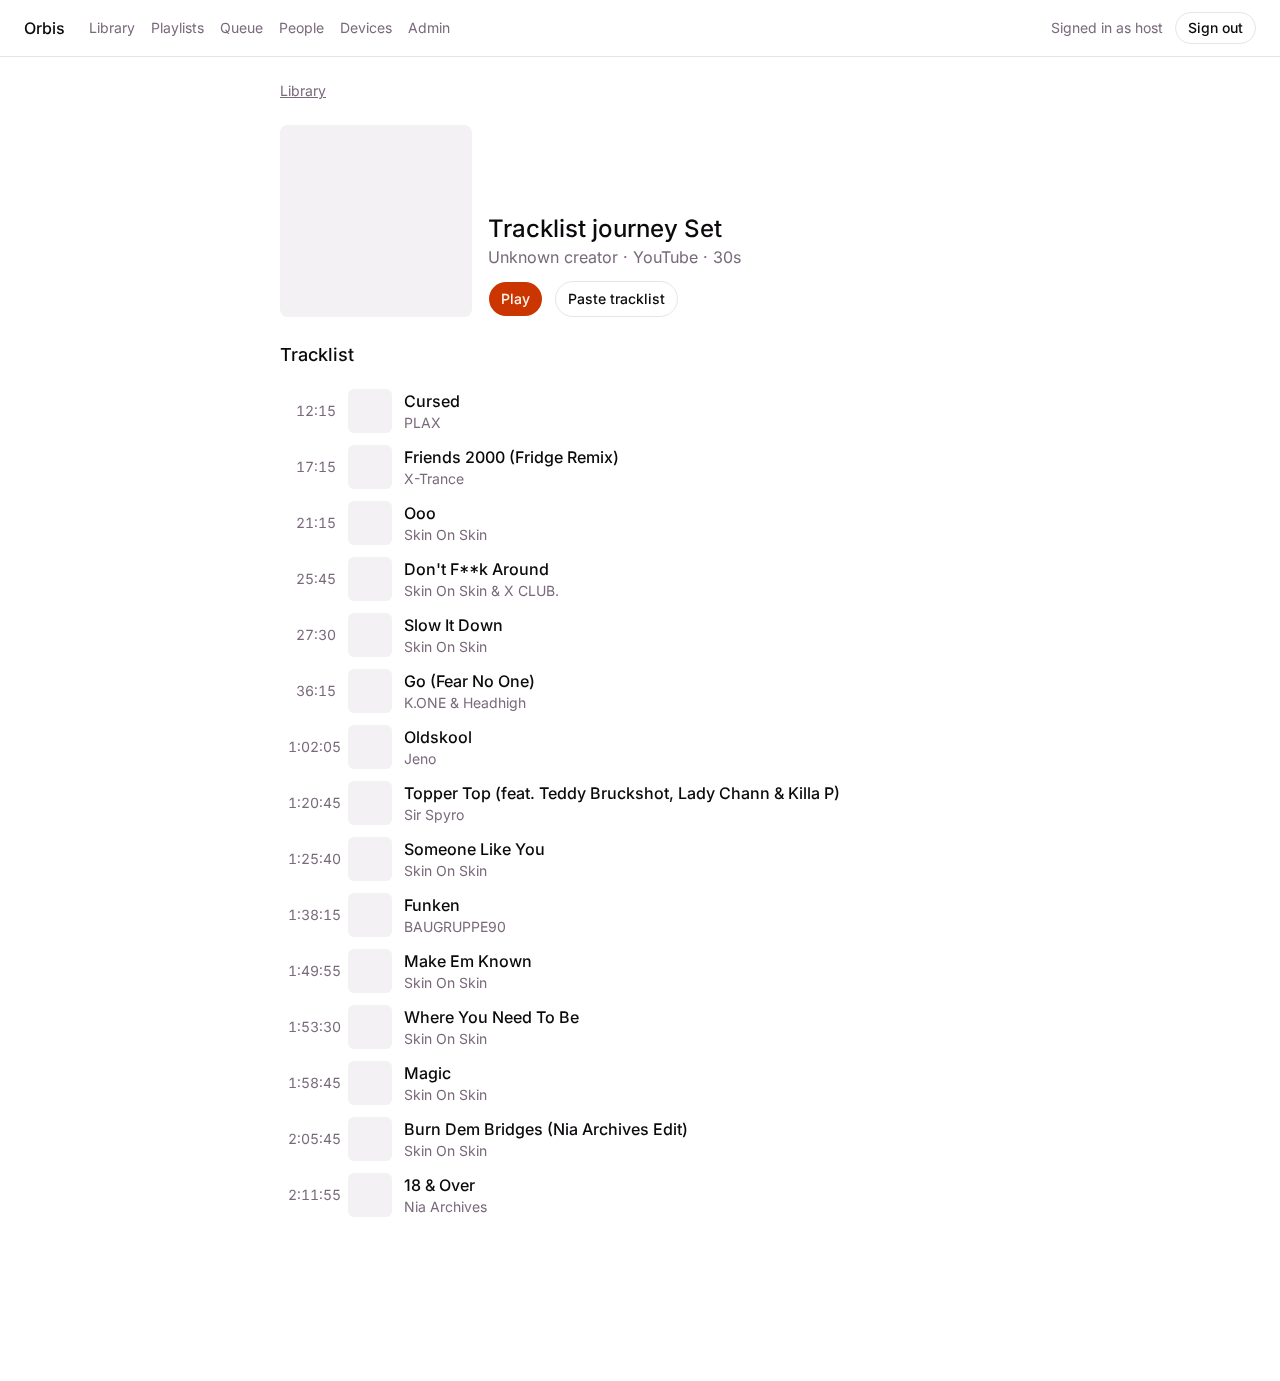 Orbis Library Playlists Queue People Devices Admin Signed in as host Sign out
Library
Tracklist journey Set
Unknown creator · YouTube · 30s
Play Paste tracklist
Tracklist
12:15 Cursed
PLAX
17:15 Friends 2000 (Fridge Remix)
X-Trance
21:15 Ooo
Skin On Skin
25:45 Don't F**k Around
Skin On Skin & X CLUB.
27:30 Slow It Down
Skin On Skin
36:15 Go (Fear No One)
K.ONE & Headhigh
1:02:05 Oldskool
Jeno
1:20:45 Topper Top (feat. Teddy Bruckshot, Lady Chann & Killa P)
Sir Spyro
1:25:40 Someone Like You
Skin On Skin
1:38:15 Funken
BAUGRUPPE90
1:49:55 Make Em Known
Skin On Skin
1:53:30 Where You Need To Be
Skin On Skin
1:58:45 Magic
Skin On Skin
2:05:45 Burn Dem Bridges (Nia Archives Edit)
Skin On Skin
2:11:55 18 & Over
Nia Archives